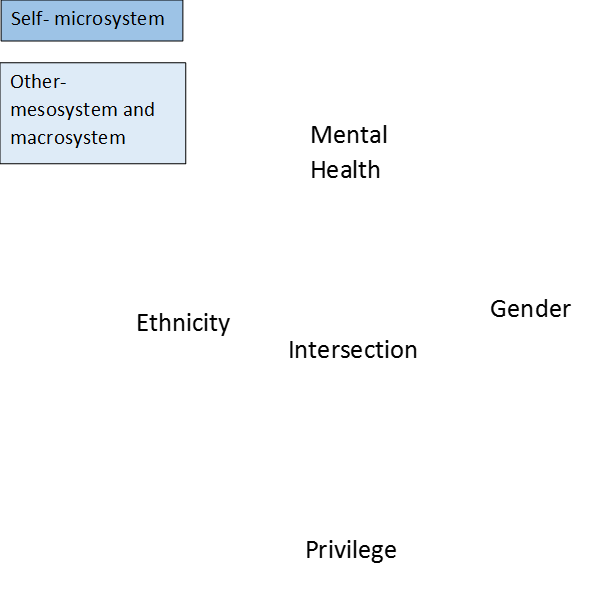 Self- microsystem
Other-
mesosystem and
macrosystem
Mental
Health
Gender
Ethnicity
Intersection
Privilege